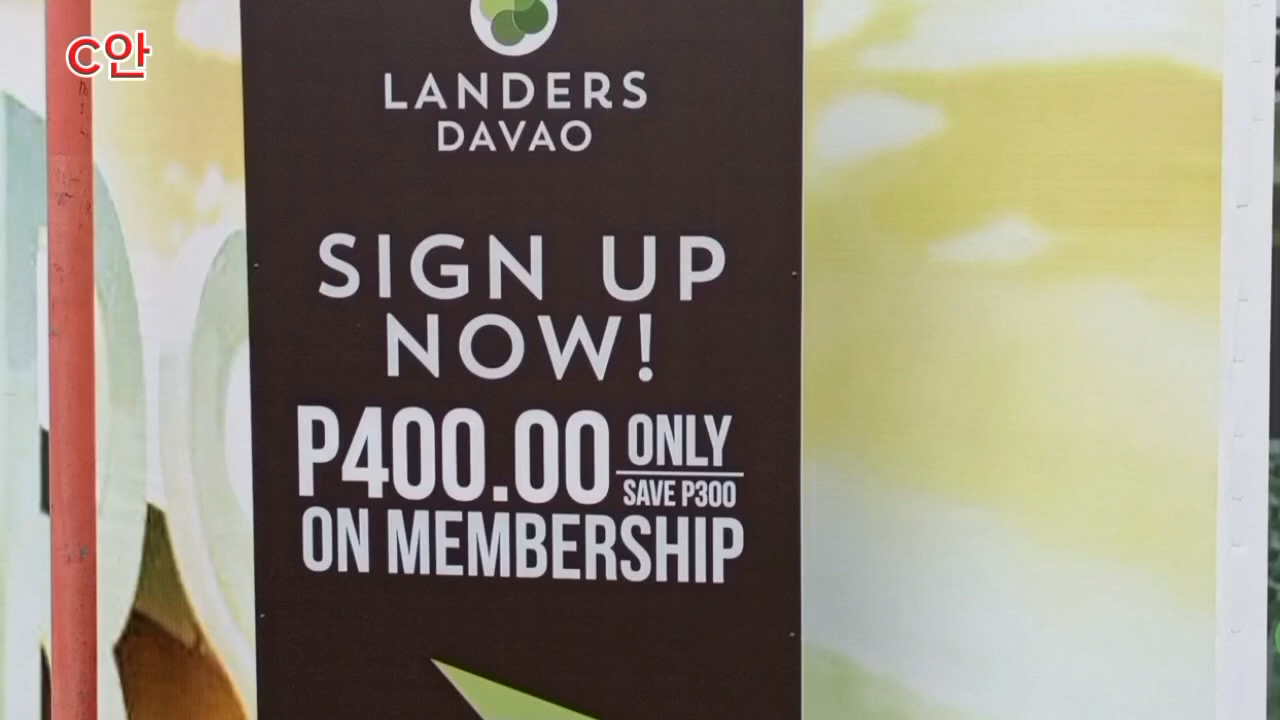 C안
LANDERS
DAVAO
SIGN UP
NOW!
P400.00 ONLY
SAVE P300
ON MEMBERSHIP